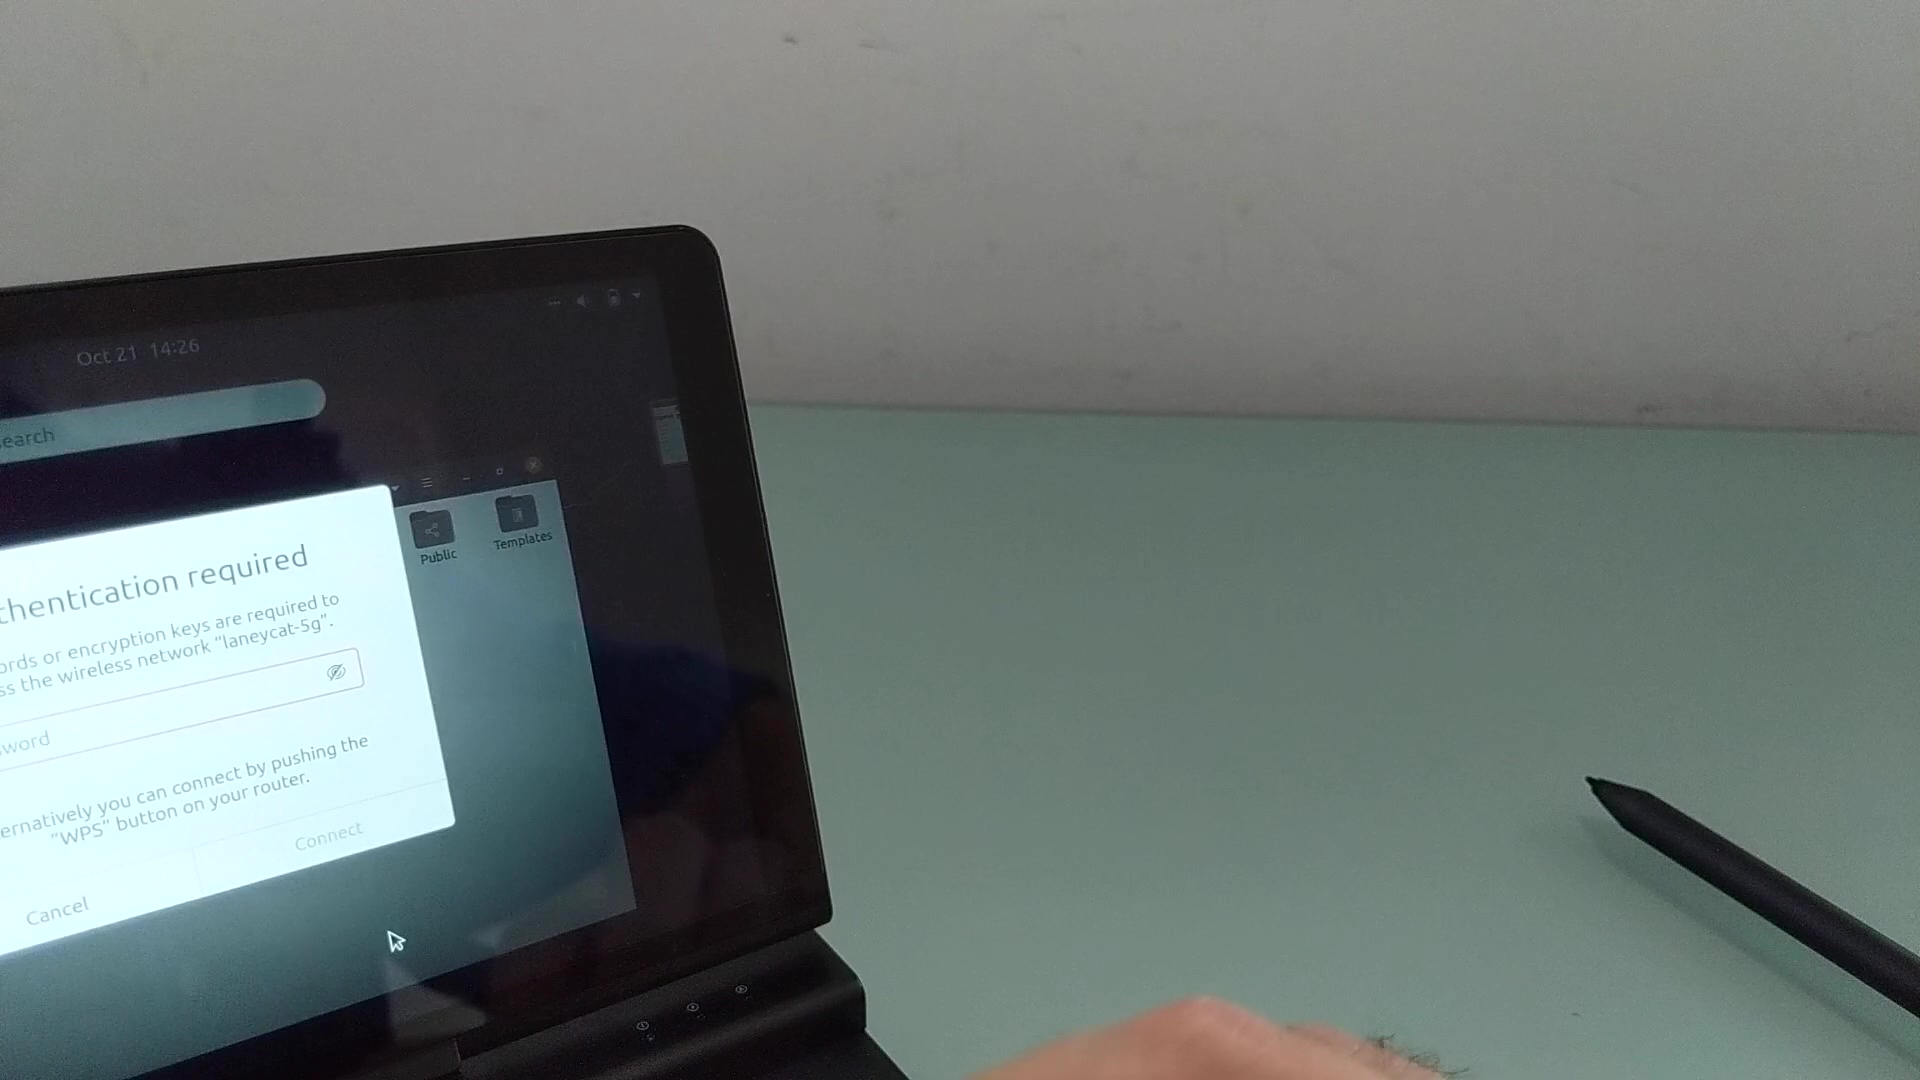 Oct 21 14:26
earch
Public
Templates
thentication required
ords or encryption keys are required to
ss the wireless network "laneycat-5g".
sword
ernatively you can connect by pushing the
"WPS" button on your router.
Cancel
Connect